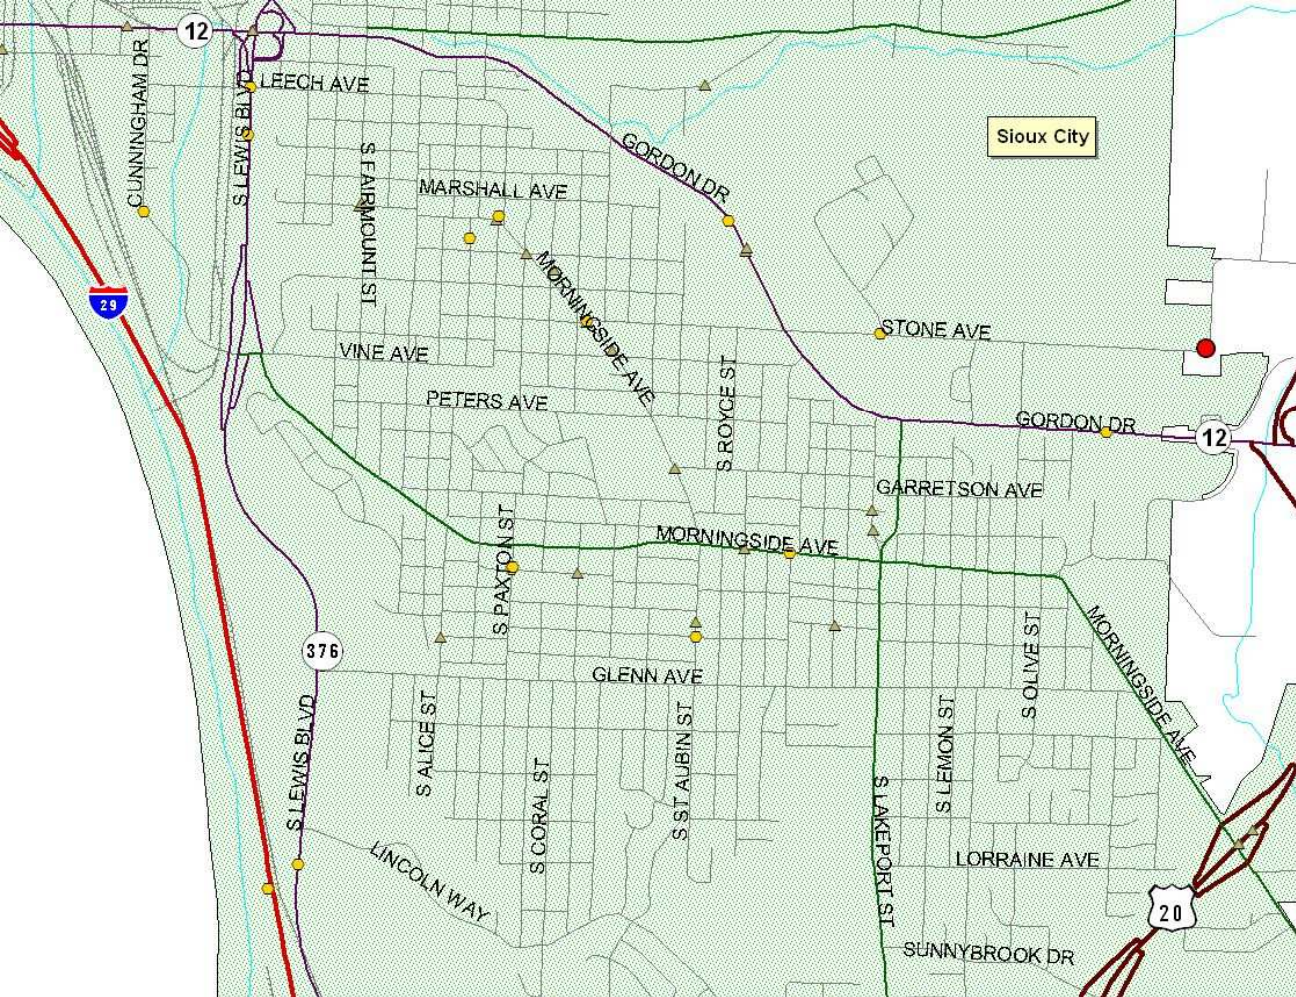 12
CUNNINGHAM DR
S LEWIS BLVD
LEECH AVE
Sioux City
GORDON DR
S FAIRMOUNT ST
MARSHALL AVE
MORNINGSIDE AVE
29
STONE AVE
VINE AVE
PETERS AVE
S ROYCE ST
GORDON DR
12
GARRETSON AVE
S PAXTON ST
MORNINGSIDE AVE
376
GLENN AVE
S OLIVE ST
MORNINGSIDE AVE
S LEWIS BLVD
S ALICE ST
S CORAL ST
S ST AUBIN ST
S LEMON ST
S LAKEPORT ST
LINCOLN WAY
LORRAINE AVE
20
SUNNYBROOK DR